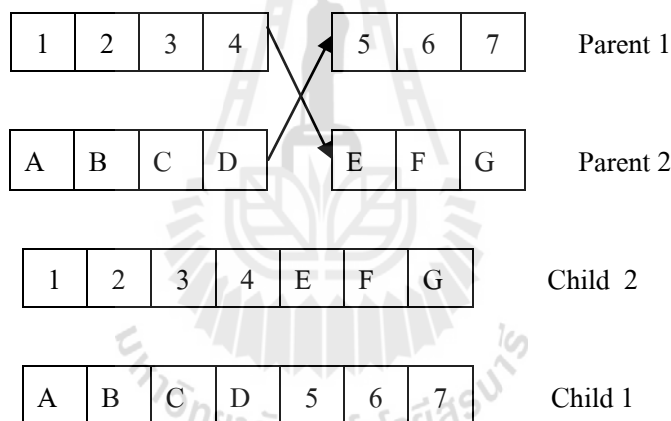 1 2 3 4 5 6 7 Parent 1
A B C D E F G Parent 2
1 2 3 4 E F G Child 2
A B C D 5 6 7 Child 1